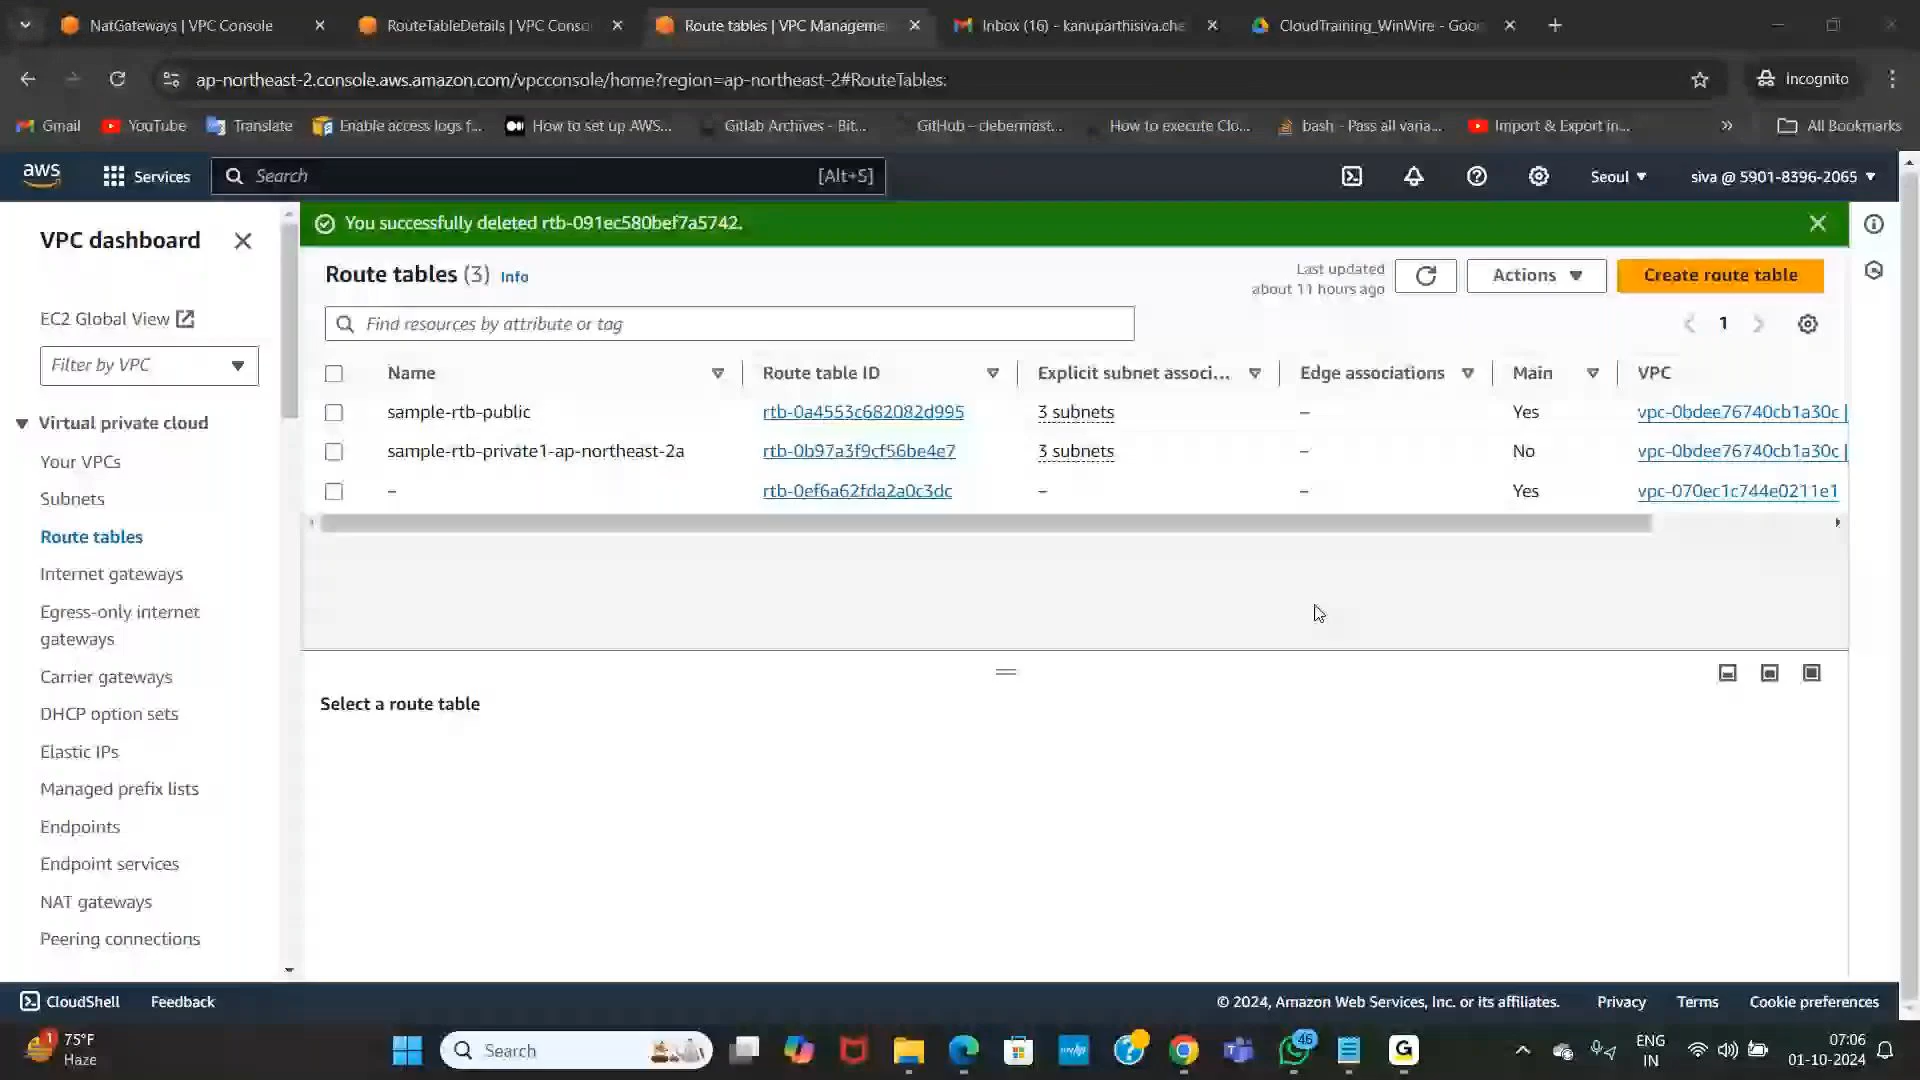 NatGateways | VPC Console
RouteTableDetails | VPC Conso
Route tables | VPC Manageme
Inbox (16) - kanuparthisiva.che
CloudTraining_WinWire - Goo
ap-northeast-2.console.aws.amazon.com/vpcconsole/home?region=ap-northeast-2#RouteTables:
Incognito
Gmail
YouTube
Translate
Enable access logs f...
How to set up AWS...
Gitlab Archives - Bit...
GitHub - clebermast...
How to execute Clo...
bash - Pass all varia...
Import & Export in...
All Bookmarks
aws
Services
Search
[Alt+S]
Seoul
siva @ 5901-8396-2065
VPC dashboard
EC2 Global View
Filter by VPC
Virtual private cloud
Your VPCs
Subnets
Route tables
Internet gateways
Egress-only internet
gateways
Carrier gateways
DHCP option sets
Elastic IPs
Managed prefix lists
Endpoints
Endpoint services
NAT gateways
Peering connections
You successfully deleted rtb-091ec580bef7a5742.
Route tables (3) Info
Last updated
about 11 hours ago
Actions
Create route table
Find resources by attribute or tag
1
Name Route table ID Explicit subnet associ... Edge associations Main VPC
sample-rtb-public rtb-0a4553c682082d995 3 subnets – Yes vpc-0bdee76740cb1a30c |
sample-rtb-private1-ap-northeast-2a rtb-0b97a3f9cf56be4e7 3 subnets – No vpc-0bdee76740cb1a30c |
– rtb-0ef6a62fda2a0c3dc – – Yes vpc-070ec1c744e0211e1
Select a route table
CloudShell
Feedback
© 2024, Amazon Web Services, Inc. or its affiliates.
Privacy
Terms
Cookie preferences
1
75°F
Haze
Search
46
ENG
IN
07:06
01-10-2024